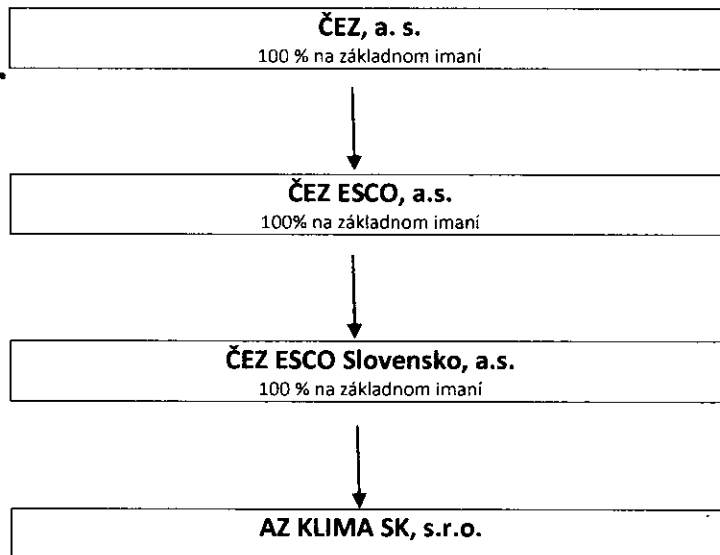 ČEZ, a. s.
100 % na základnom imaní
ČEZ ESCO, a.s.
100% na základnom imaní
ČEZ ESCO Slovensko, a.s.
100 % na základnom imaní
AZ KLIMA SK, s.r.o.